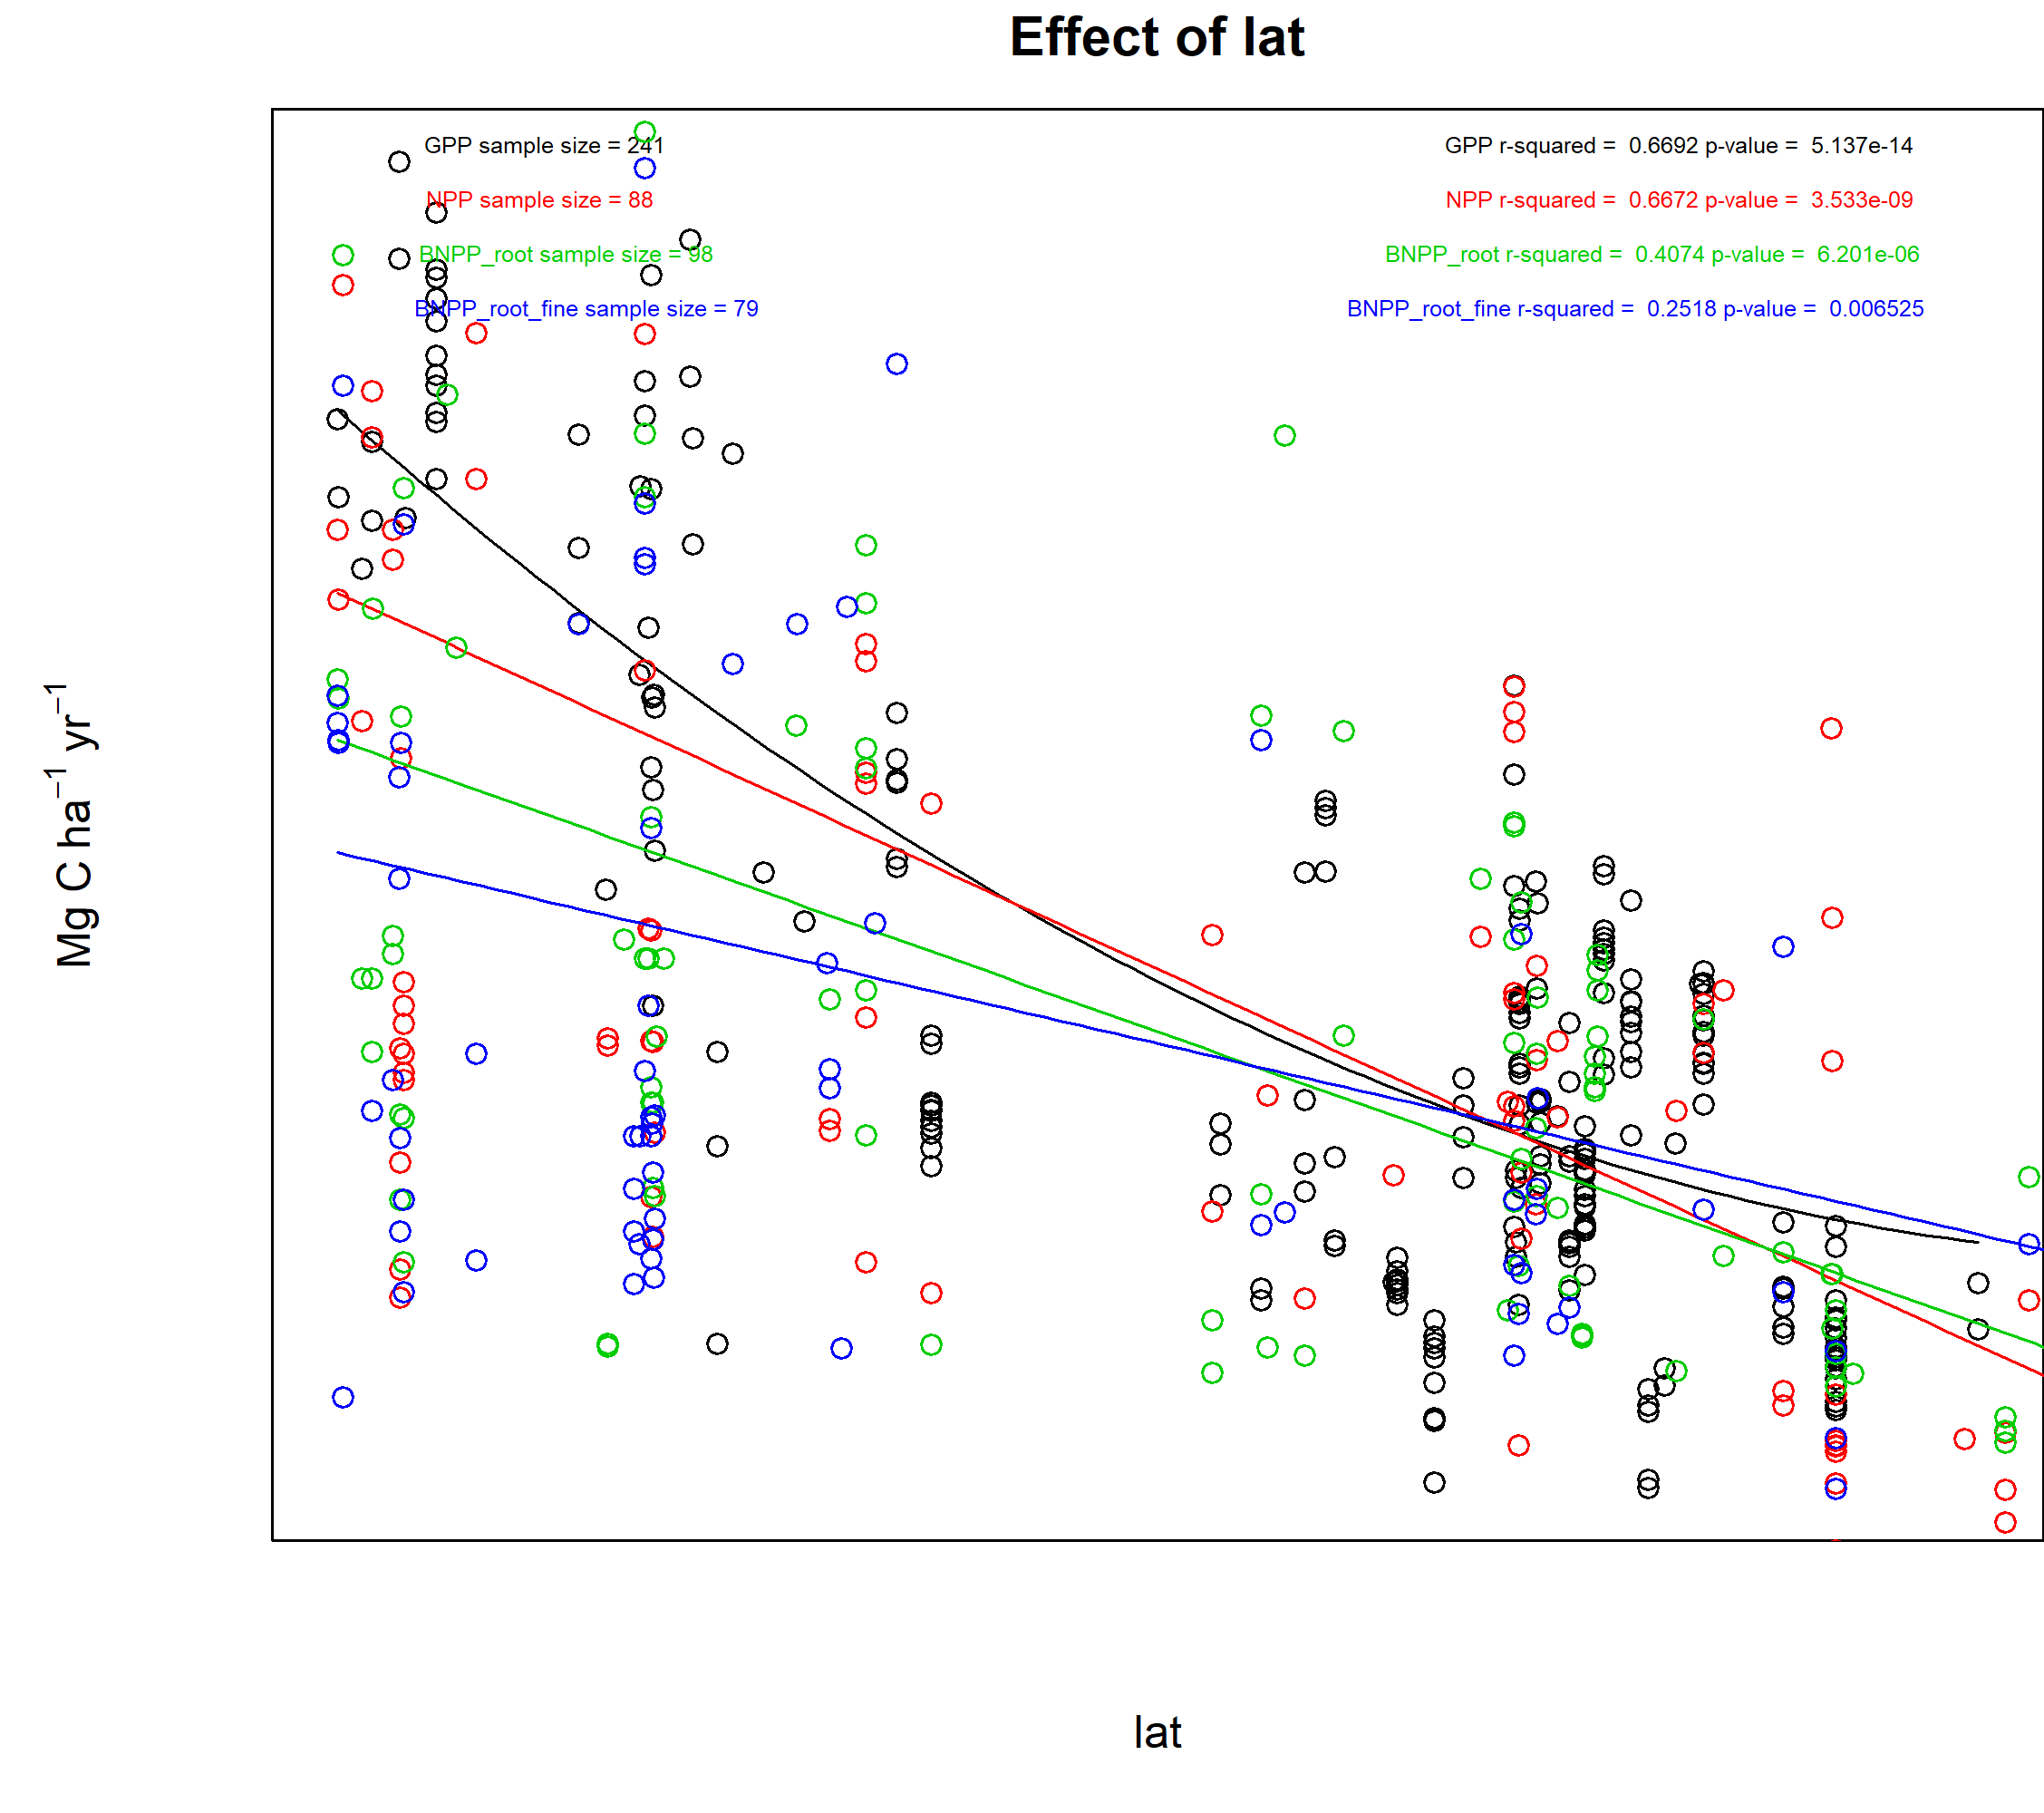 Effect of lat
GPP sample size = 241
GPP r-squared = 0.6692 p-value = 5.137e-14
NPP sample size = 88
NPP r-squared = 0.6672 p-value = 3.533e-09
BNPP_root sample size = 98
BNPP_root r-squared = 0.4074 p-value = 6.201e-06
BNPP_root_fine sample size = 79
BNPP_root_fine r-squared = 0.2518 p-value = 0.006525
Mg C ha⁻¹ yr⁻¹
lat